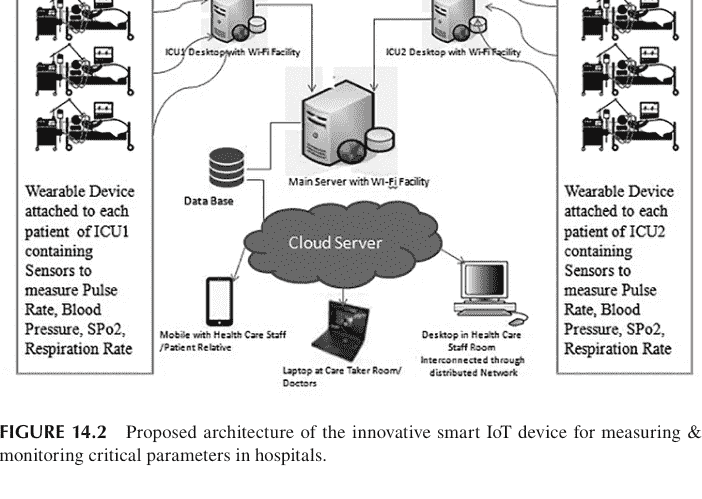 ICU1 Desktop with Wi-Fi Facility
ICU2 Desktop with Wi-Fi Facility
Main Server with WI-Fi Facility
Data Base
Wearable Device
attached to each
patient of ICU1
containing
Sensors to
measure Pulse
Rate, Blood
Pressure, SPo2,
Respiration Rate
Cloud Server
Mobile with Health Care Staff
/Patient Relative
Laptop at Care Taker Room/
Doctors
Desktop in Health Care
Staff Room
Interconnected through
distributed Network
Wearable Device
attached to each
patient of ICU2
containing
Sensors to
measure Pulse
Rate, Blood
Pressure, SPo2,
Respiration Rate
FIGURE 14.2 Proposed architecture of the innovative smart IoT device for measuring &
monitoring critical parameters in hospitals.